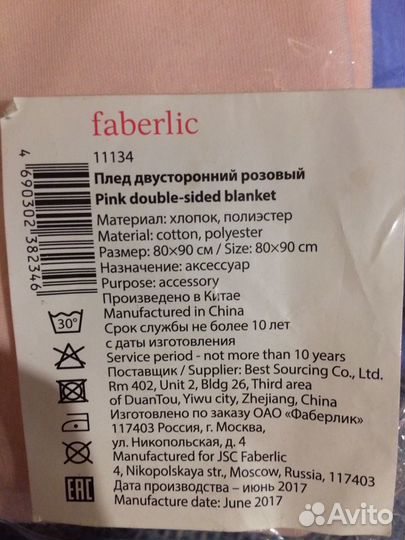 faberlic
11134
Плед двусторонний розовый
Pink double-sided blanket
Материал: хлопок, полиэстер
Material: cotton, polyester
Размер: 80×90 см / Size: 80×90 cm
Назначение: аксессуар
Purpose: accessory
Произведено в Китае
Manufactured in China
Срок службы не более 10 лет
с даты изготовления
Service period - not more than 10 years
Поставщик / Supplier: Best Sourcing Co., Ltd.
Rm 402, Unit 2, Bldg 26, Third area
of DuanTou, Yiwu city, Zhejiang, China
Изготовлено по заказу ОАО «Фаберлик»
117403 Россия, г. Москва,
ул. Никопольская, д. 4
Manufactured for JSC Faberlic
4, Nikopolskaya str., Moscow, Russia, 117403
Дата производства – июнь 2017
Manufacture date: June 2017
4 690302 382346
30°
EAC
Avito